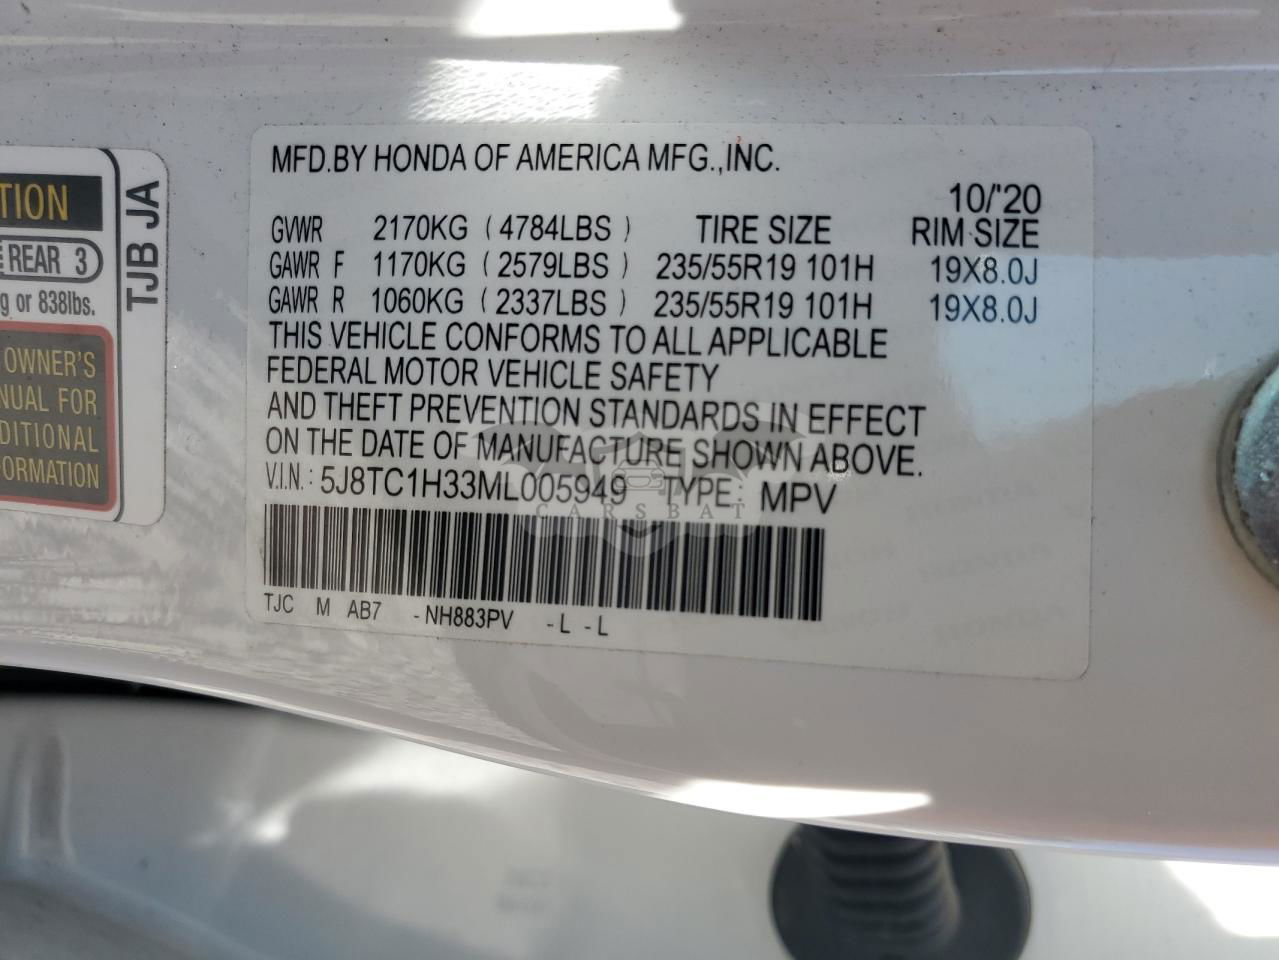 MFD.BY HONDA OF AMERICA MFG.,INC.
10/'20
GVWR 2170KG ( 4784LBS ) TIRE SIZE RIM SIZE
GAWR F 1170KG ( 2579LBS ) 235/55R19 101H 19X8.0J
GAWR R 1060KG ( 2337LBS ) 235/55R19 101H 19X8.0J
THIS VEHICLE CONFORMS TO ALL APPLICABLE
FEDERAL MOTOR VEHICLE SAFETY
AND THEFT PREVENTION STANDARDS IN EFFECT
ON THE DATE OF MANUFACTURE SHOWN ABOVE.
V.I.N.: 5J8TC1H33ML005949 TYPE: MPV
CARSBAT
TJC M AB7 -NH883PV -L -L
TION
REAR 3
g or 838lbs.
OWNER'S
NUAL FOR
DITIONAL
FORMATION
TJB JA